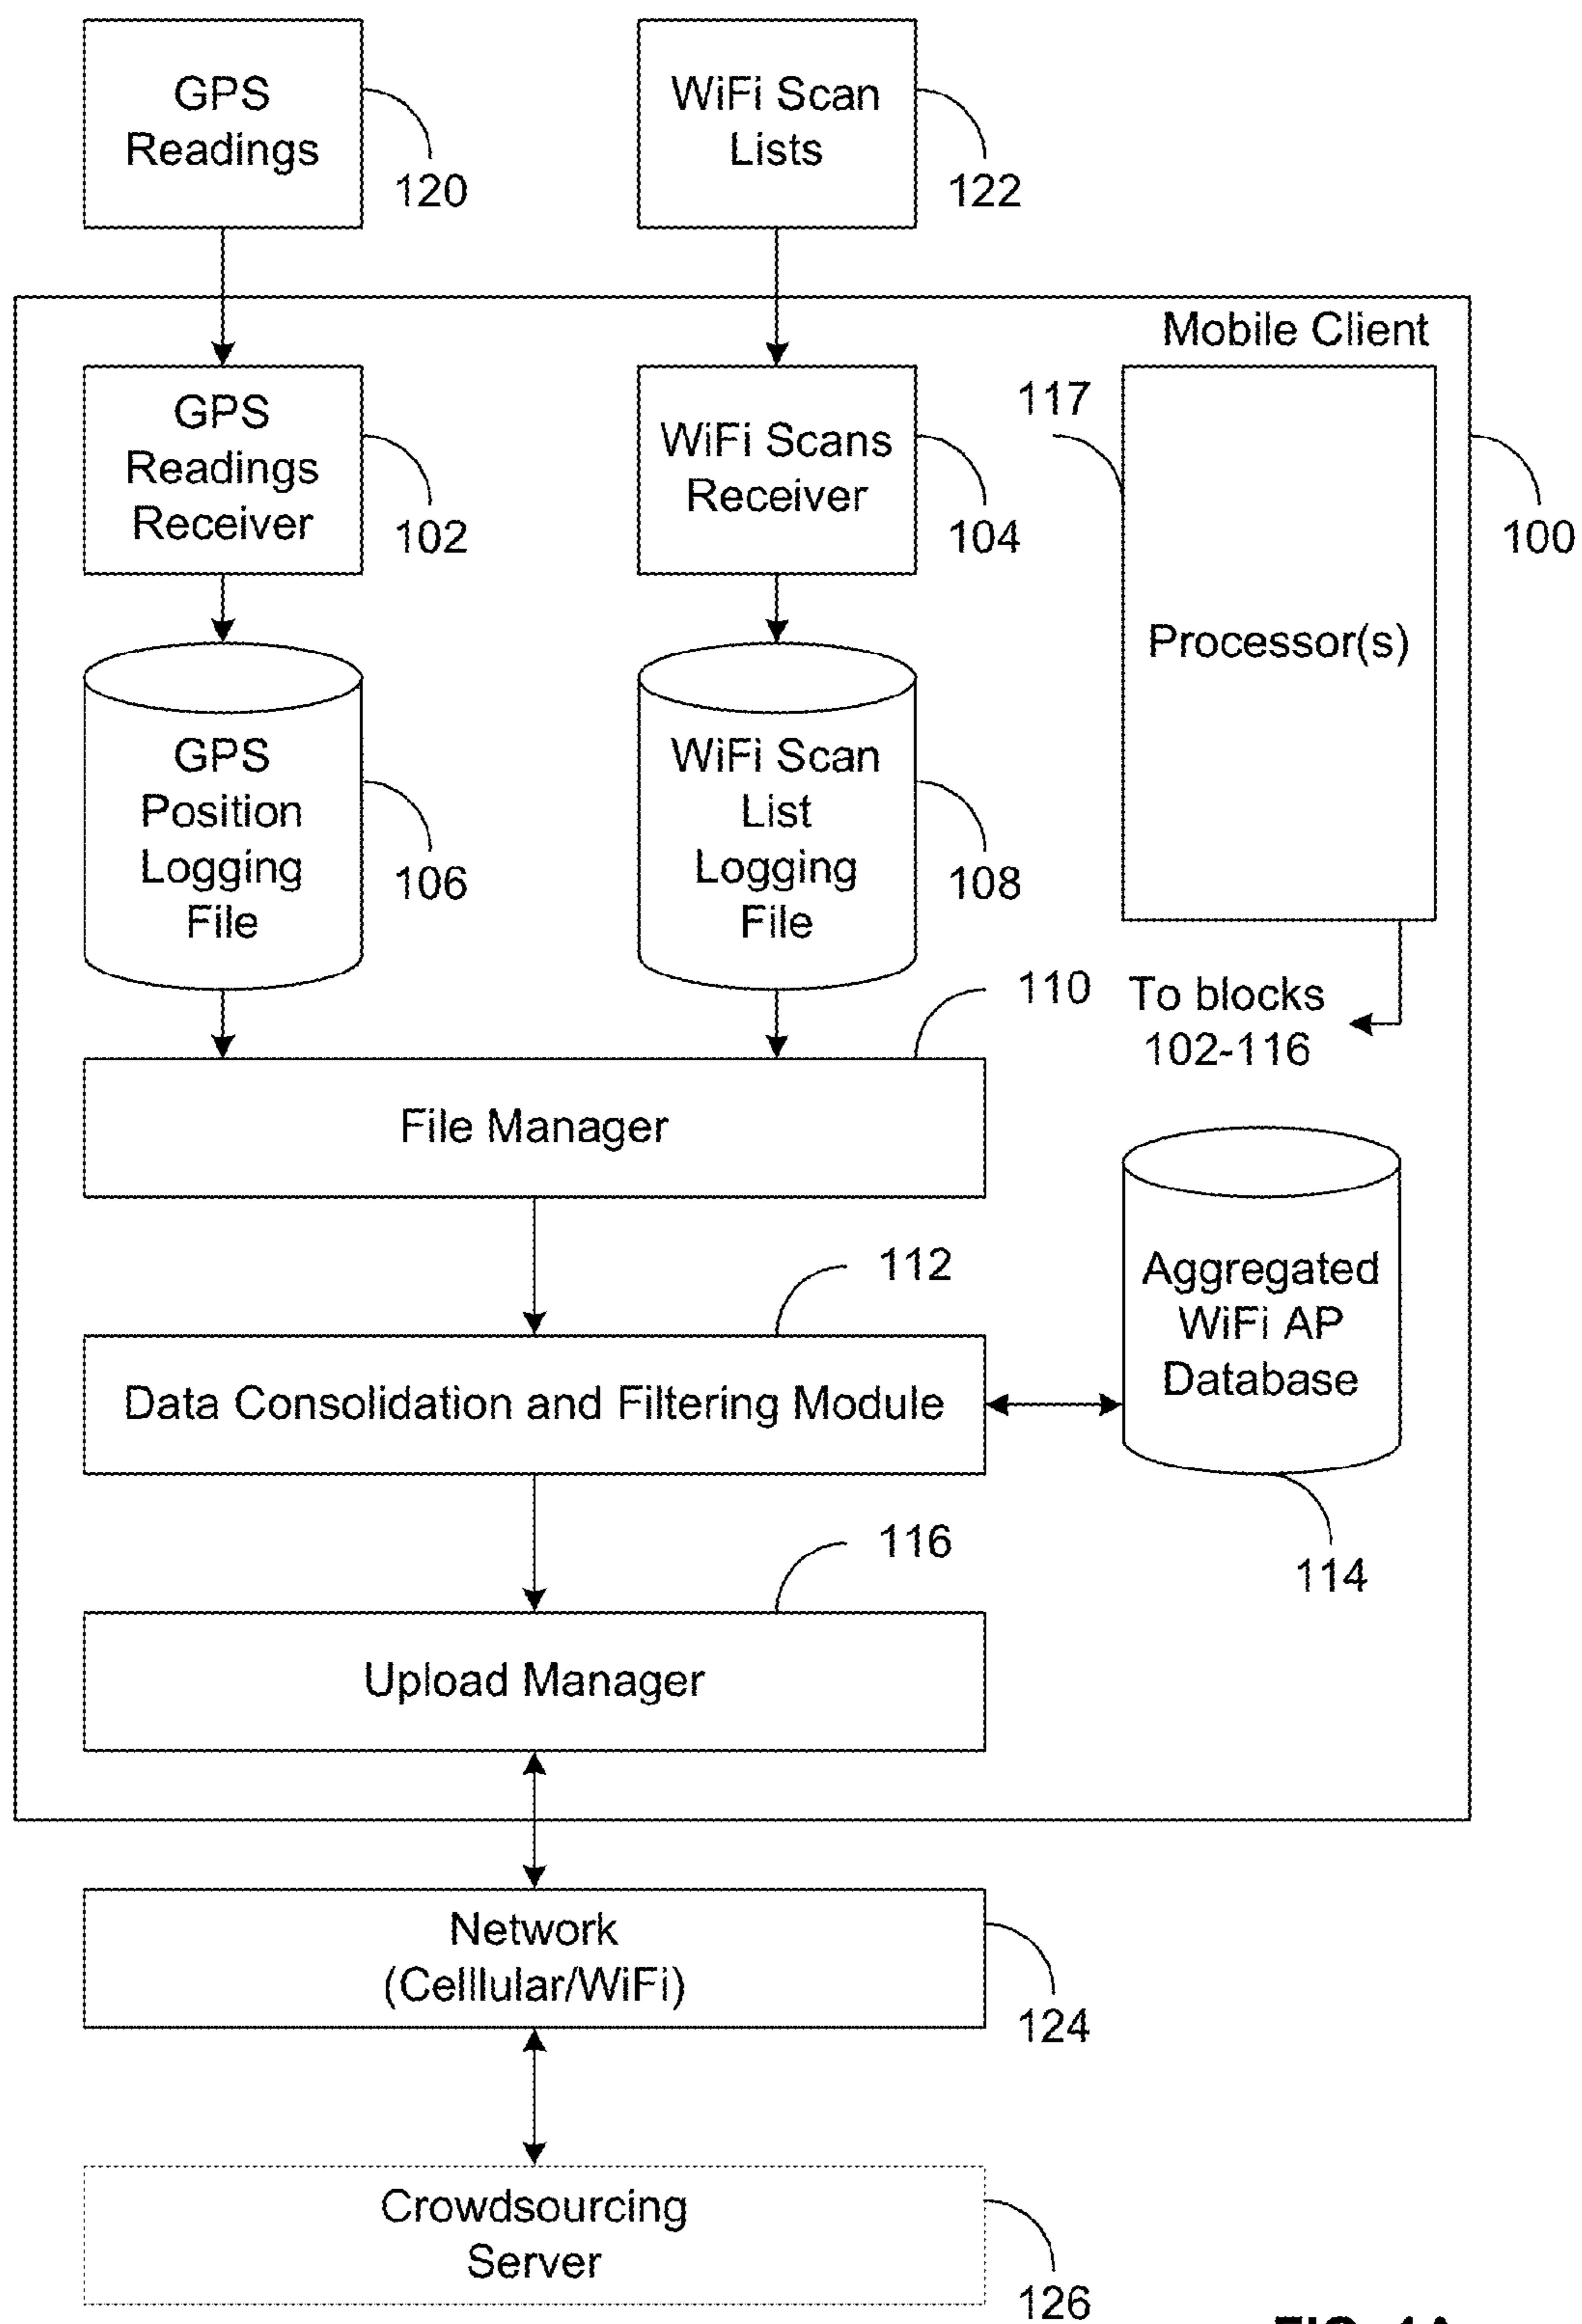 GPS
Readings
120
WiFi Scan
Lists
122
Mobile Client
GPS
Readings
Receiver
102
WiFi Scans
Receiver
104
117
Processor(s)
100
GPS
Position
Logging
File
106
WiFi Scan
List
Logging
File
108
110
To blocks
102-116
File Manager
112
Data Consolidation and Filtering Module
Aggregated
WiFi AP
Database
114
116
Upload Manager
Network
(Celllular/WiFi)
124
Crowdsourcing
Server
126